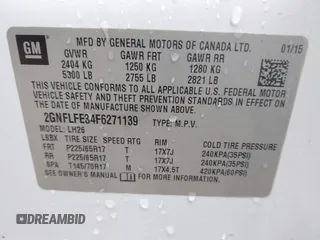 GM
MFD BY GENERAL MOTORS OF CANADA LTD.
01/15
GVWR GAWR FRT GAWR RR
2404 KG 1250 KG 1280 KG
5300 LB 2755 LB 2821 LB
THIS VEHICLE CONFORMS TO ALL APPLICABLE U.S. FEDERAL MOTOR
VEHICLE SAFETY AND THEFT PREVENTION STANDARDS IN EFFECT ON
THE DATE OF MANUFACTURE SHOWN ABOVE.
2GNFLFE34F6271139 TYPE: M.P.V.
MODEL: LH26
TIRE SIZE SPEED RTG RIM COLD TIRE PRESSURE
FRT P225/65R17 T 17X7J 240KPA(35PSI)
RR P225/65R17 T 17X7J 240KPA(35PSI)
SPA T145/70R17 M 17X4.5T 420KPA(60PSI)
SEE OWNER'S MANUAL FOR ADDITIONAL INFORMATION.
RESORBID